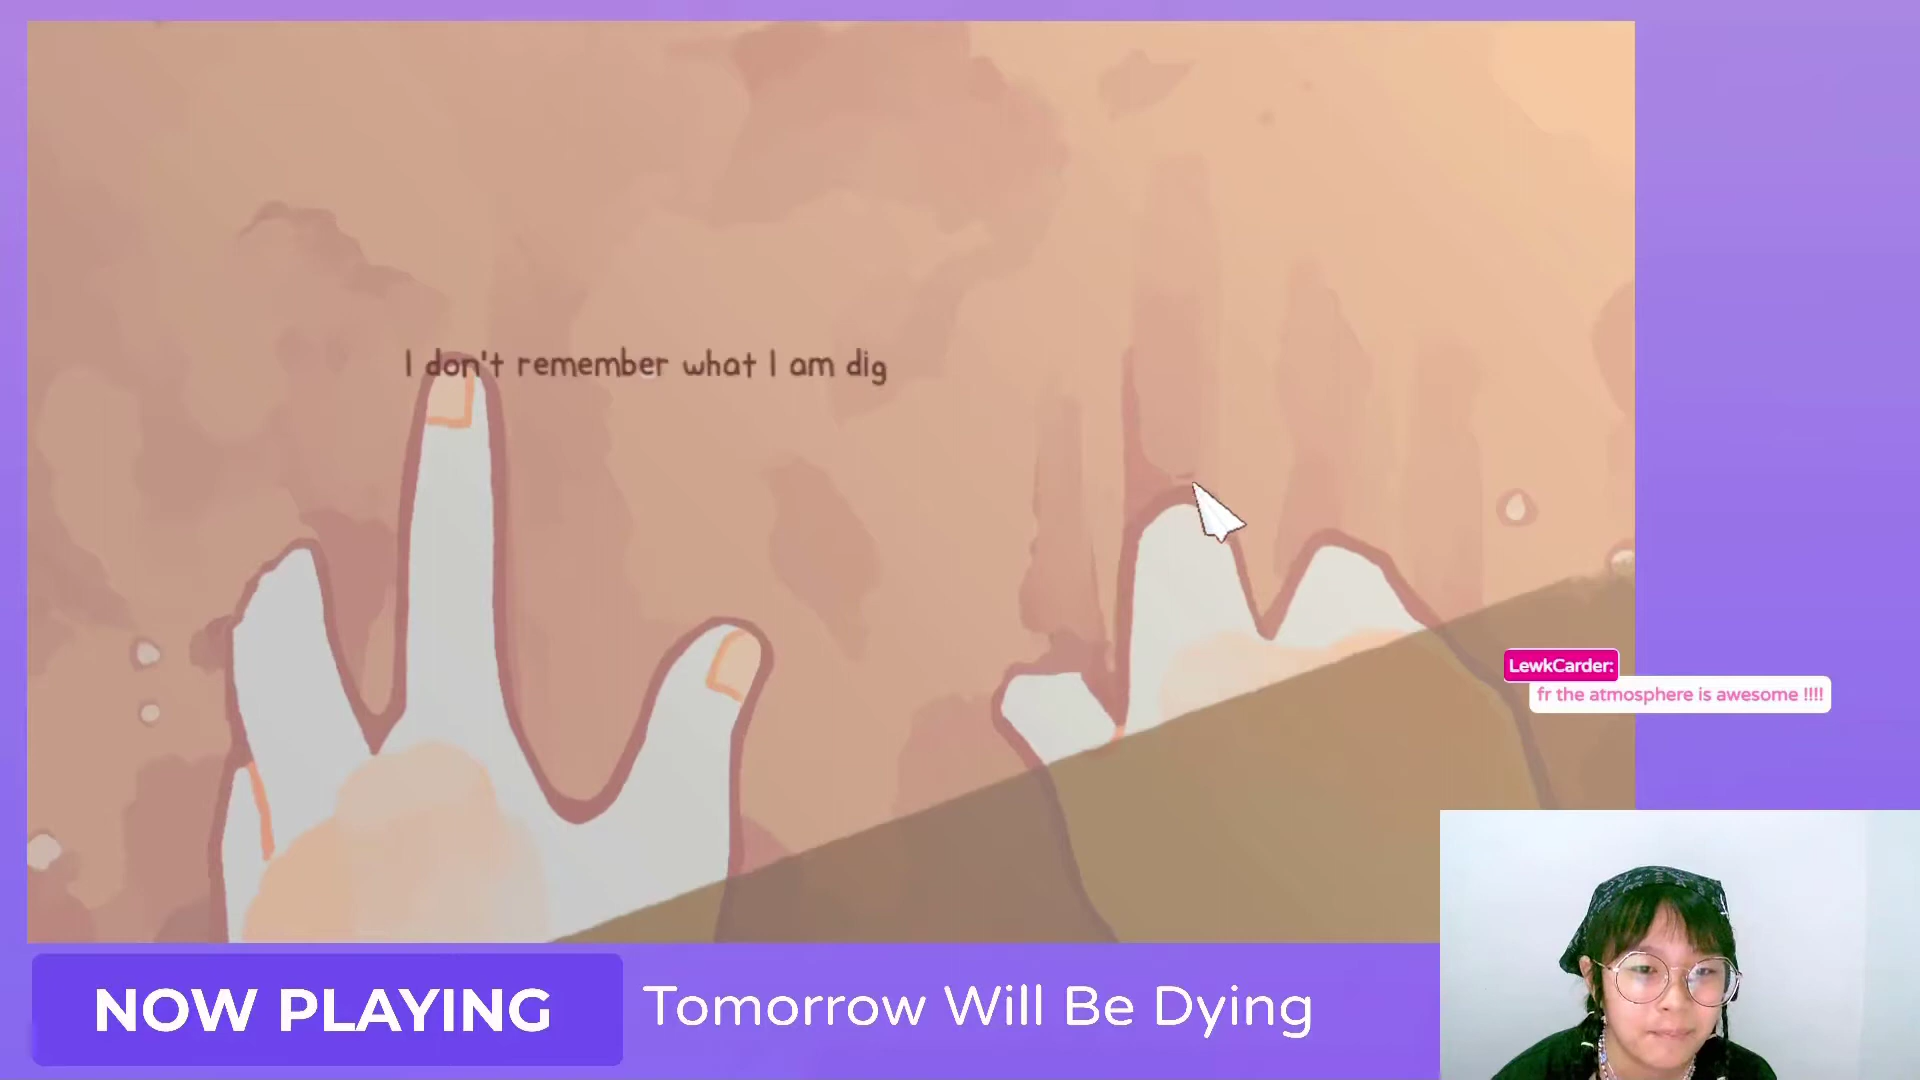 I don't remember what I am dig
LewkCarder:
fr the atmosphere is awesome !!!!
NOW PLAYING
Tomorrow Will Be Dying